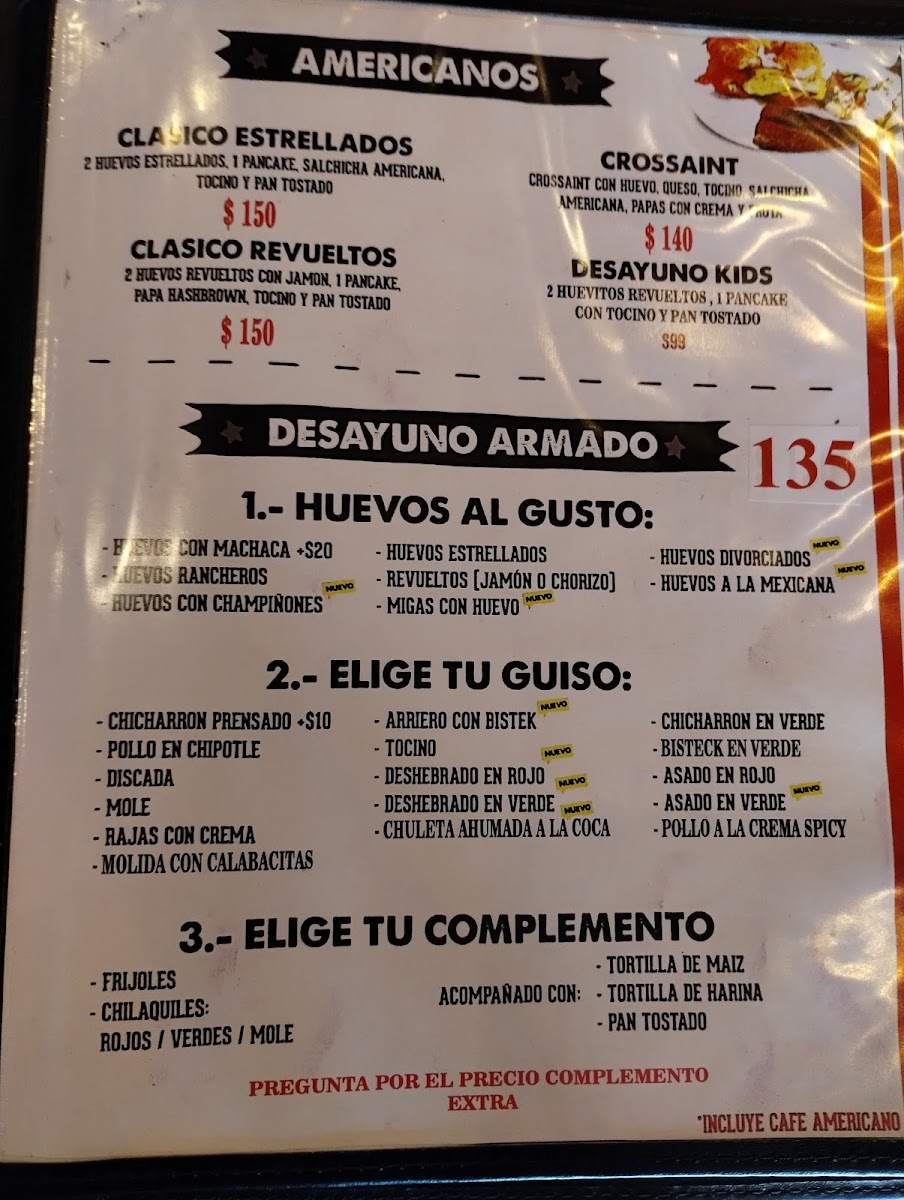 AMERICANOS
CLASICO ESTRELLADOS
2 HUEVOS ESTRELLADOS, 1 PANCAKE, SALCHICHA AMERICANA,
TOCINO Y PAN TOSTADO
$ 150
CLASICO REVUELTOS
2 HUEVOS REVUELTOS CON JAMON, 1 PANCAKE,
PAPA HASHBROWN, TOCINO Y PAN TOSTADO
$ 150
CROSSAINT
CROSSAINT CON HUEVO, QUESO, TOCINO, SALCHICHA
AMERICANA, PAPAS CON CREMA Y FRUTA
$ 140
DESAYUNO KIDS
2 HUEVITOS REVUELTOS , 1 PANCAKE
CON TOCINO Y PAN TOSTADO
$99
DESAYUNO ARMADO
135
1.- HUEVOS AL GUSTO:
- HUEVOS CON MACHACA +$20
- HUEVOS RANCHEROS
- HUEVOS CON CHAMPIÑONES NUEVO
- HUEVOS ESTRELLADOS
- REVUELTOS [JAMÓN O CHORIZO]
- MIGAS CON HUEVO NUEVO
- HUEVOS DIVORCIADOS NUEVO
- HUEVOS A LA MEXICANA NUEVO
2.- ELIGE TU GUISO:
- CHICHARRON PRENSADO +$10
- POLLO EN CHIPOTLE
- DISCADA
- MOLE
- RAJAS CON CREMA
- MOLIDA CON CALABACITAS
- ARRIERO CON BISTEK NUEVO
- TOCINO
- DESHEBRADO EN ROJO NUEVO
- DESHEBRADO EN VERDE NUEVO
- CHULETA AHUMADA A LA COCA NUEVO
- CHICHARRON EN VERDE
- BISTECK EN VERDE
- ASADO EN ROJO
- ASADO EN VERDE NUEVO
- POLLO A LA CREMA SPICY
3.- ELIGE TU COMPLEMENTO
- FRIJOLES
- CHILAQUILES:
ROJOS / VERDES / MOLE
ACOMPAÑADO CON:
- TORTILLA DE MAIZ
- TORTILLA DE HARINA
- PAN TOSTADO
PREGUNTA POR EL PRECIO COMPLEMENTO
EXTRA
*INCLUYE CAFE AMERICANO